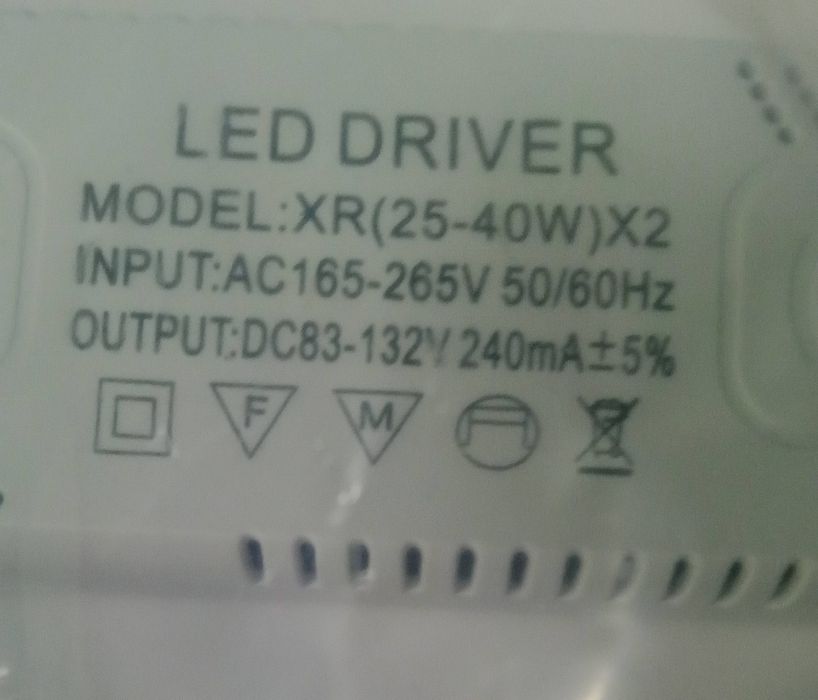 LED DRIVER
MODEL:XR(25-40W)X2
INPUT:AC165-265V 50/60Hz
OUTPUT:DC83-132V 240mA±5%
F M